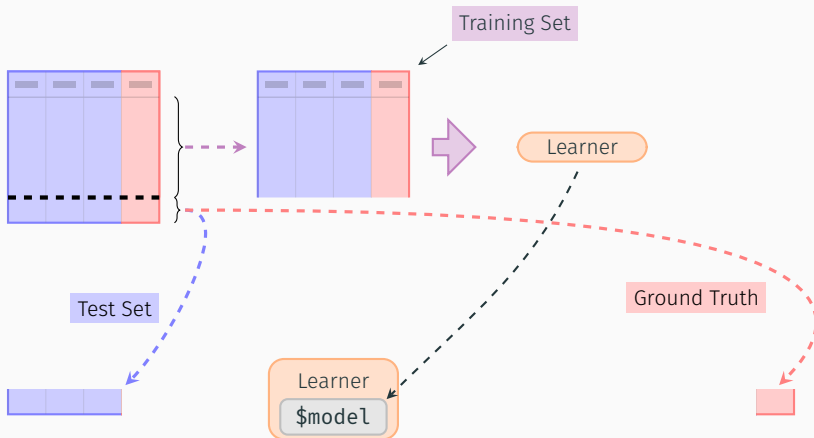 Training Set
Learner
Test Set
Ground Truth
Learner
$model